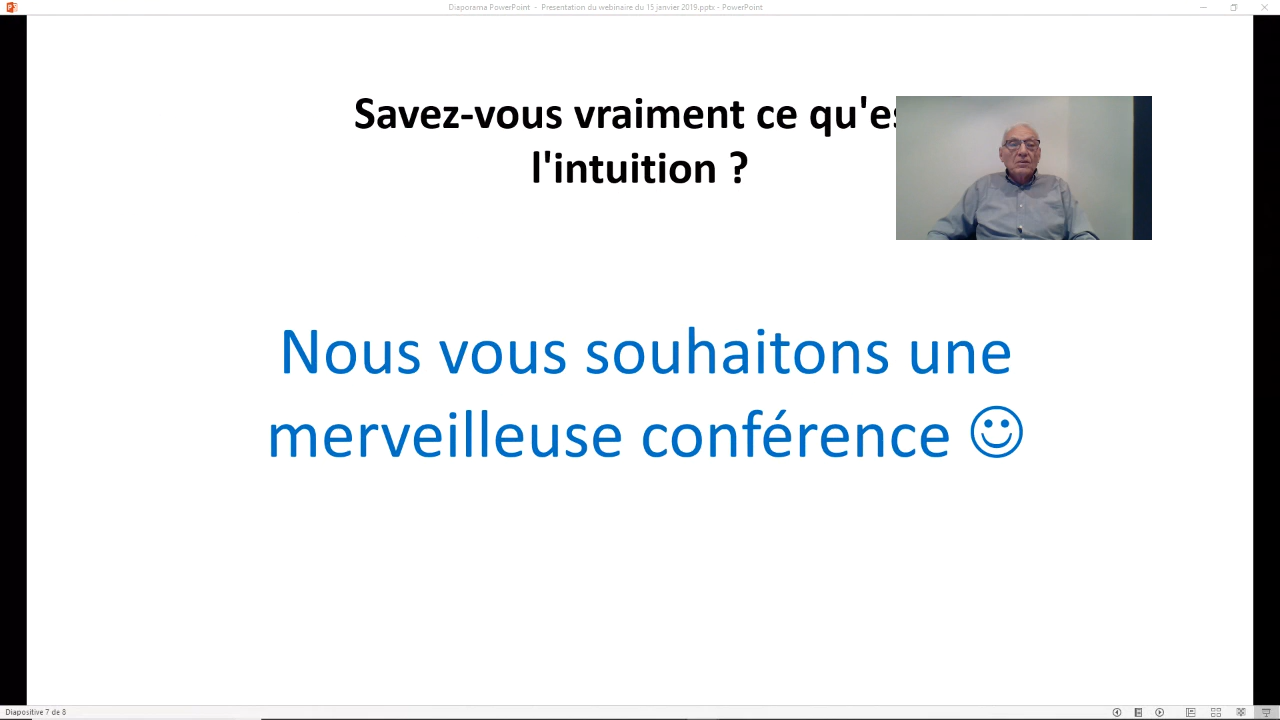 Diaporama PowerPoint - Presentation du webinaire du 15 janvier 2019.pptx - PowerPoint
Savez-vous vraiment ce qu'es
l'intuition ?
Nous vous souhaitons une
merveilleuse conférence ☺
Diapositive 7 de 8